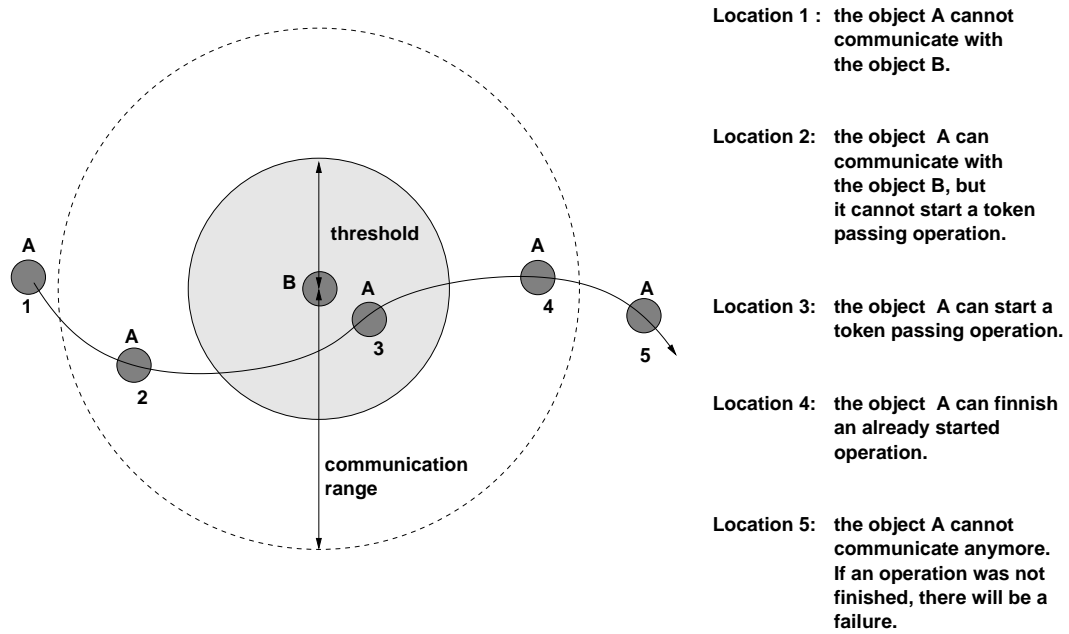 A
1
A
2
threshold
B
A
3
A
4
A
5
communication
range
Location 1 : the object A cannot
communicate with
the object B.
Location 2: the object A can
communicate with
the object B, but
it cannot start a token
passing operation.
Location 3: the object A can start a
token passing operation.
Location 4: the object A can finnish
an already started
operation.
Location 5: the object A cannot
communicate anymore.
If an operation was not
finished, there will be a
failure.